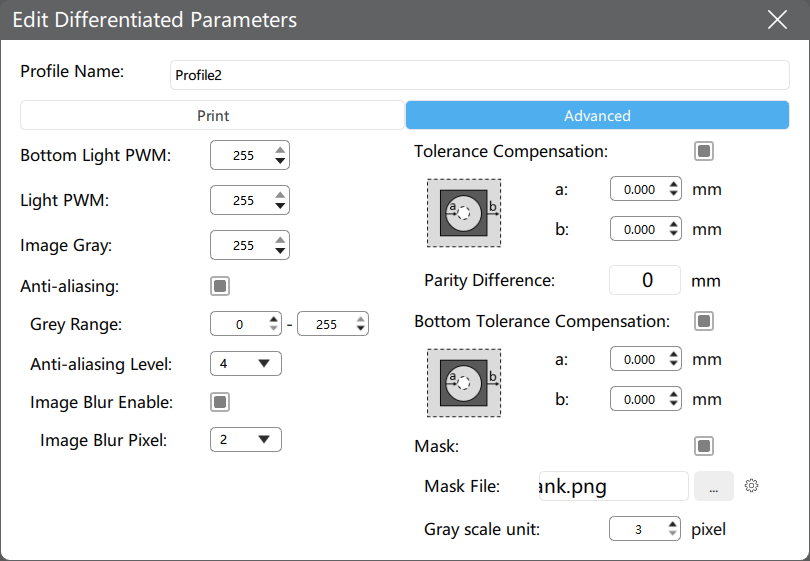 Edit Differentiated Parameters
Profile Name: Profile2
Print Advanced
Bottom Light PWM: 255
Light PWM: 255
Image Gray: 255
Anti-aliasing:
Grey Range: 0 - 255
Anti-aliasing Level: 4
Image Blur Enable:
Image Blur Pixel: 2
Tolerance Compensation:
a b
a: 0.000 mm
b: 0.000 mm
Parity Difference: 0 mm
Bottom Tolerance Compensation:
a b
a: 0.000 mm
b: 0.000 mm
Mask:
Mask File: ank.png ...
Gray scale unit: 3 pixel